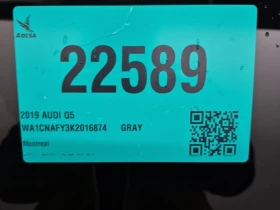 ADESA
22589
2019 AUDI Q5
WA1CNAFY3K2016874 GRAY
Montreal